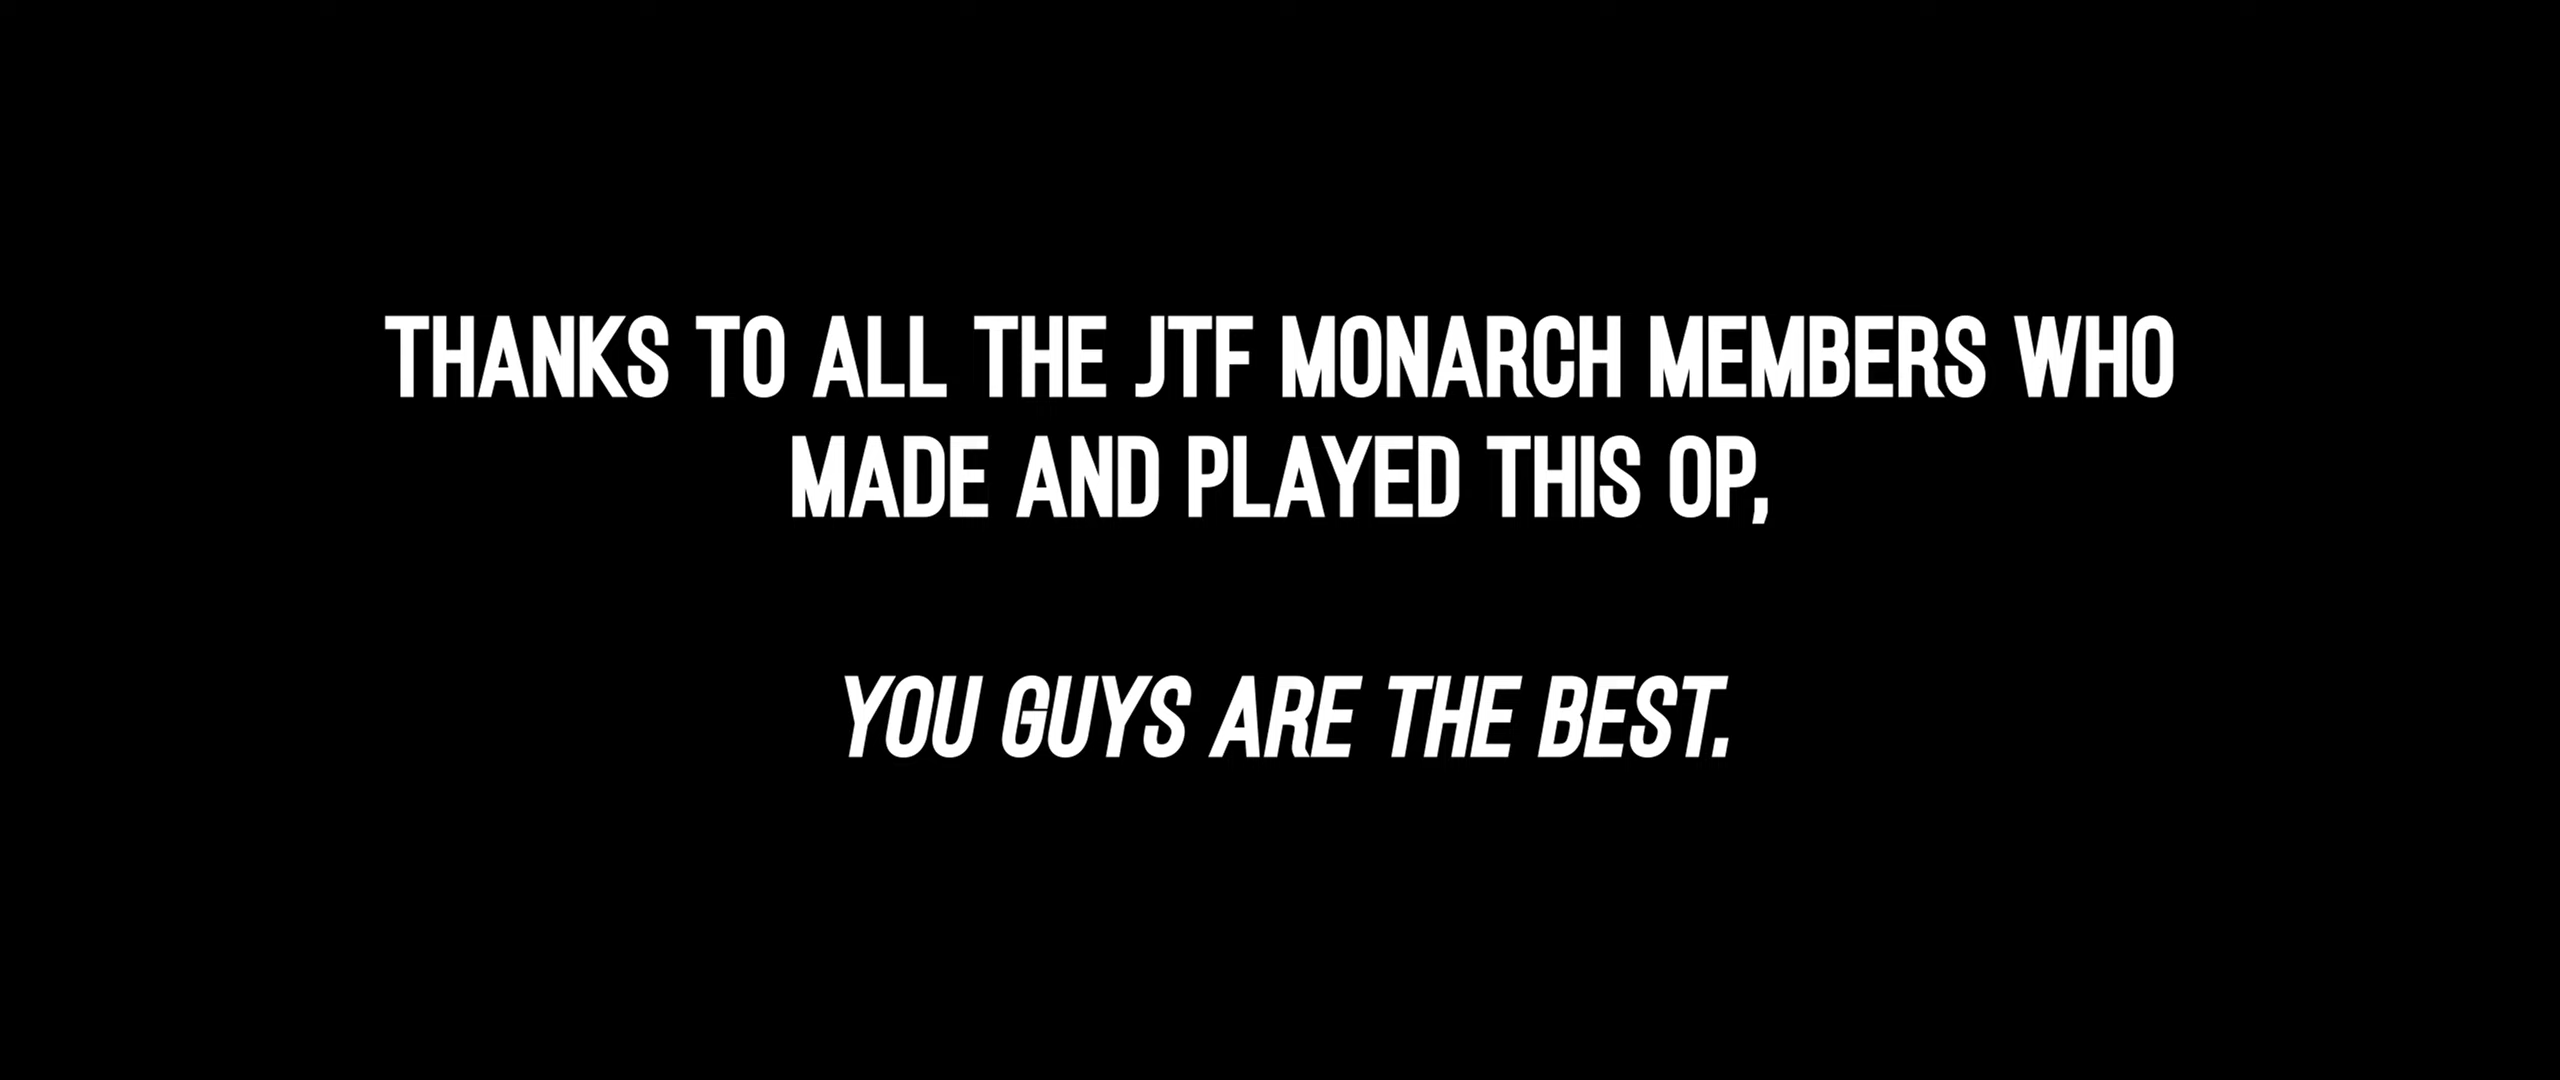 THANKS TO ALL THE JTF MONARCH MEMBERS WHO
MADE AND PLAYED THIS OP,
YOU GUYS ARE THE BEST.